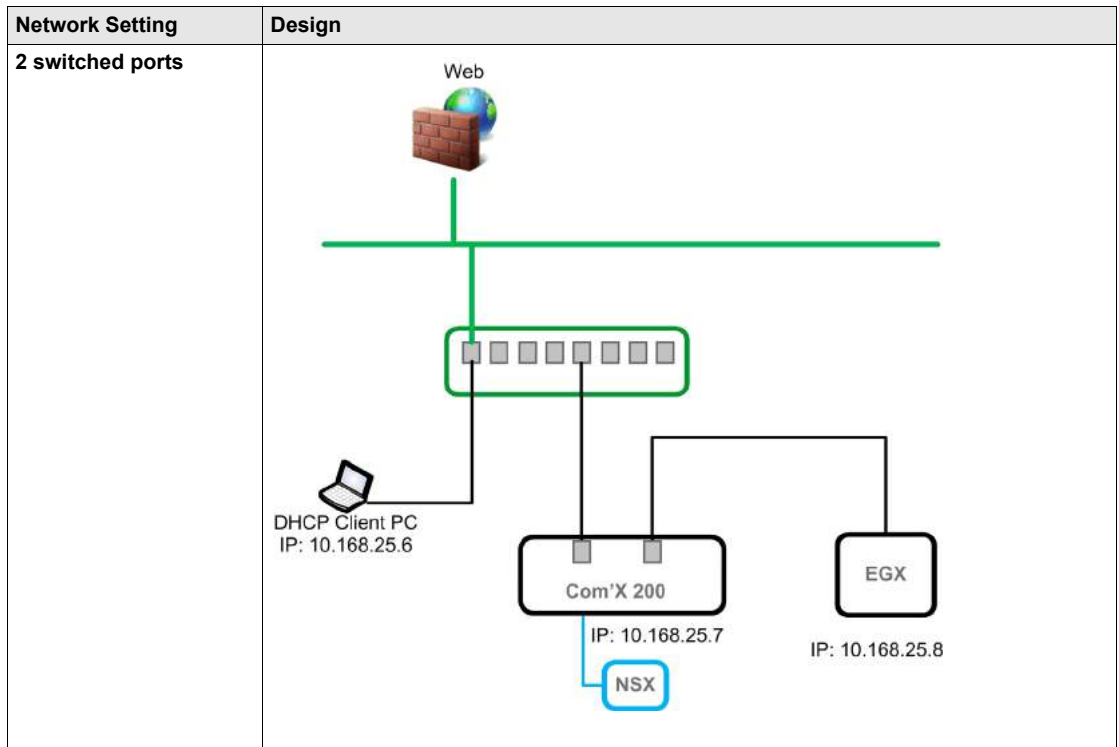 Network Setting
Design
2 switched ports
Web
DHCP Client PC
IP: 10.168.25.6
Com'X 200
EGX
IP: 10.168.25.7
IP: 10.168.25.8
NSX